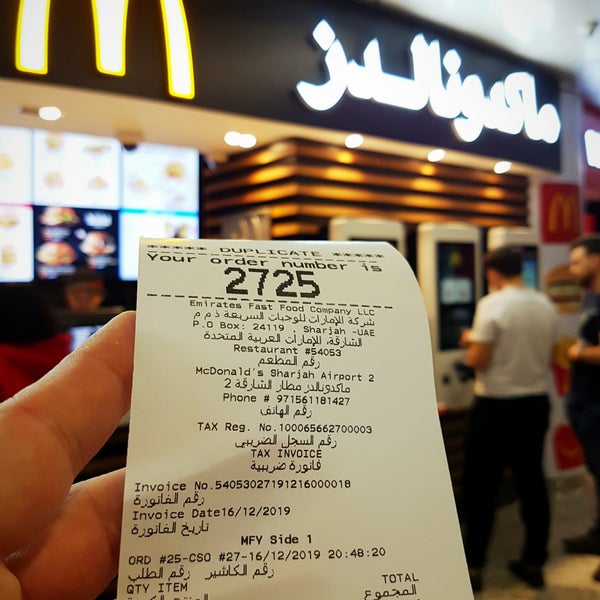 ماكدونالدز
***** DUPLICATE *****
Your order number is
2725
Emirates Fast Food Company LLC
شركة الإمارات للوجبات السريعة ذ م م
P.O Box: 24119 , Sharjah -UAE
الشارقة، الإمارات العربية المتحدة
Restaurant #54053
رقم المطعم
McDonald's Sharjah Airport 2
ماكدونالدز مطار الشارقة 2
Phone # 971561181427
رقم الهاتف
TAX Reg. No.100065662700003
رقم السجل الضريبي
TAX INVOICE
فاتورة ضريبية
Invoice No.54053027191216000018
رقم الفاتورة
Invoice Date16/12/2019
تاريخ الفاتورة
MFY Side 1
ORD #25-CSO #27-16/12/2019 20:48:20
رقم الكاشير رقم الطلب
QTY ITEM TOTAL
المجموع